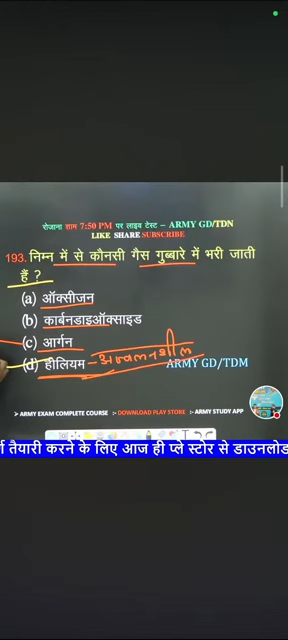 रोजाना शाम 7:50 PM पर लाइव टेस्ट – ARMY GD/TDN
LIKE SHARE SUBSCRIBE
193. निम्न में से कौनसी गैस गुब्बारे में भरी जाती
हैं ?
(a) ऑक्सीजन
(b) कार्बनडाइऑक्साइड
(c) आर्गन
(d) हीलियम – अज्वलनशील
ARMY GD/TDM
:- ARMY EXAM COMPLETE COURSE :- DOWNLOAD PLAY STORE :- ARMY STUDY APP
तैयारी करने के लिए आज ही प्ले स्टोर से डाउनलोड